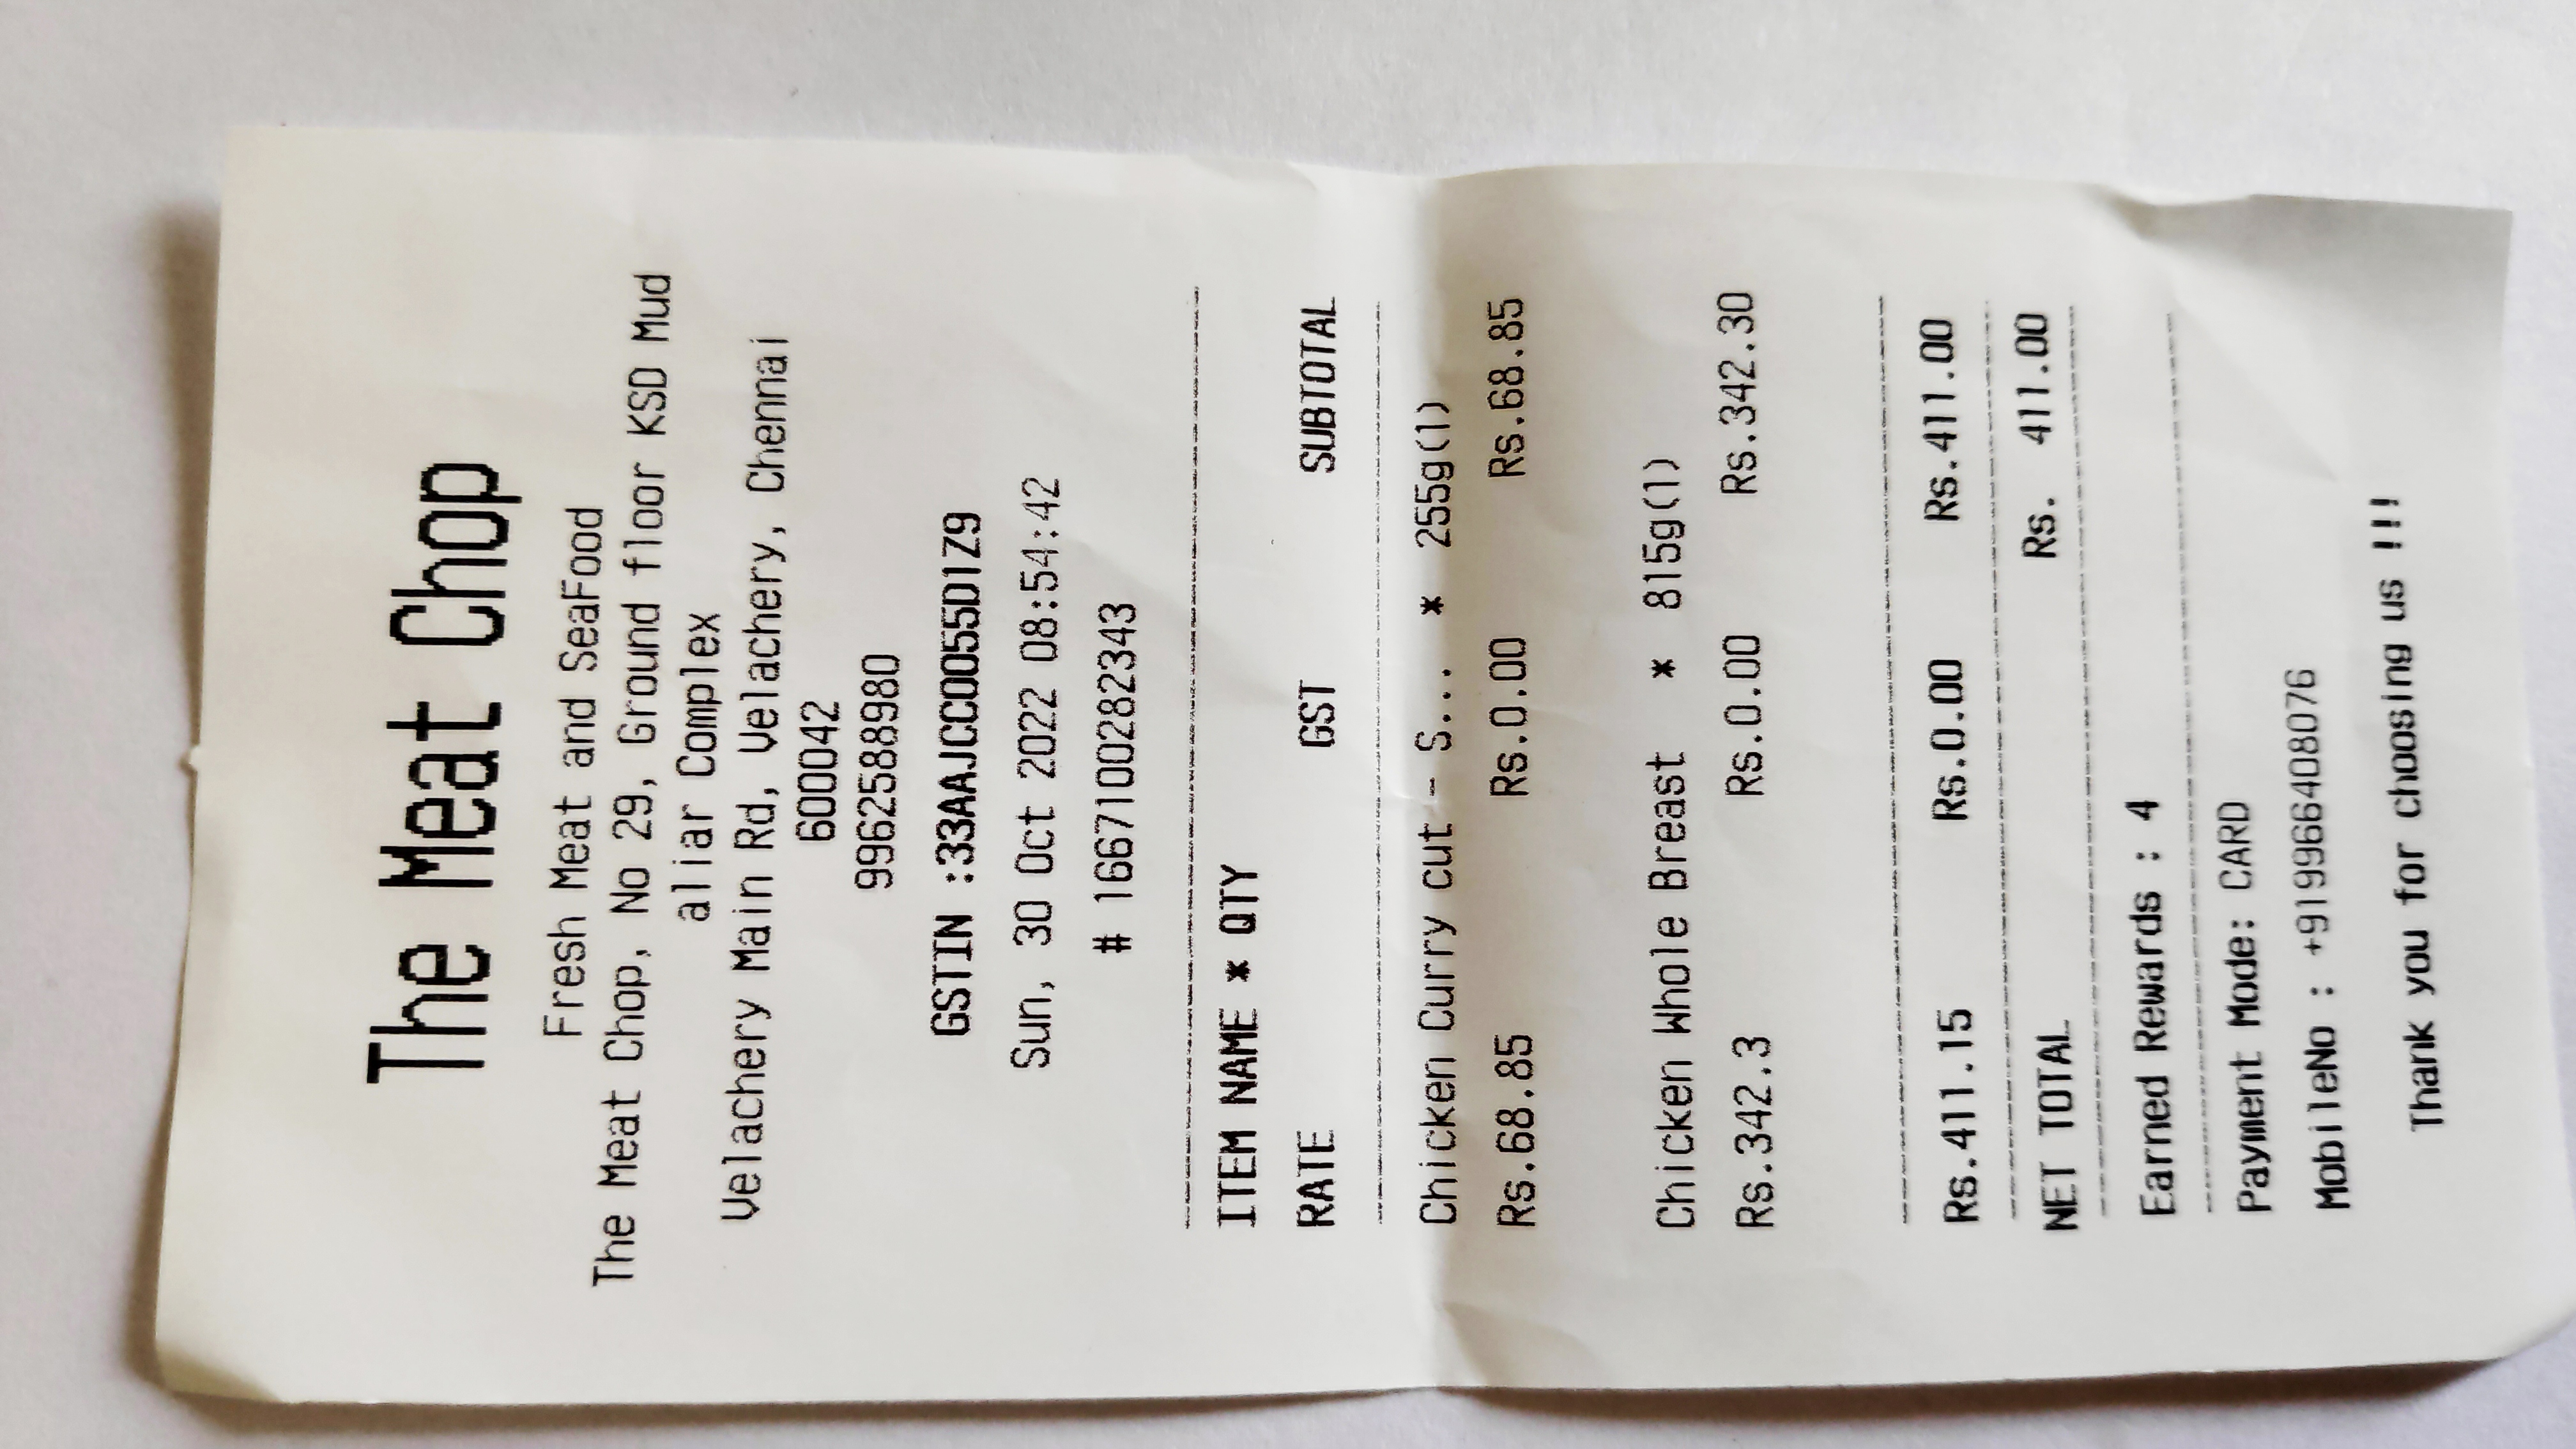 The Meat Chop
Fresh Meat and SeaFood
The Meat Chop, No 29, Ground floor KSD Mud
aliar Complex
Velachery Main Rd, Velachery, Chennai
600042
9962588980
GSTIN :33AAJCC0055D1Z9
Sun, 30 Oct 2022 08:54:42
# 1667100282343
ITEM NAME * QTY
RATE GST SUBTOTAL
Chicken Curry cut - S... * 255g(1)
Rs.68.85 Rs.0.00 Rs.68.85
Chicken Whole Breast * 815g(1)
Rs.342.3 Rs.0.00 Rs.342.30
Rs.411.15 Rs.0.00 Rs.411.00
NET TOTAL Rs. 411.00
Earned Rewards : 4
Payment Mode: CARD
MobileNo : +919966408076
Thank you for choosing us !!!